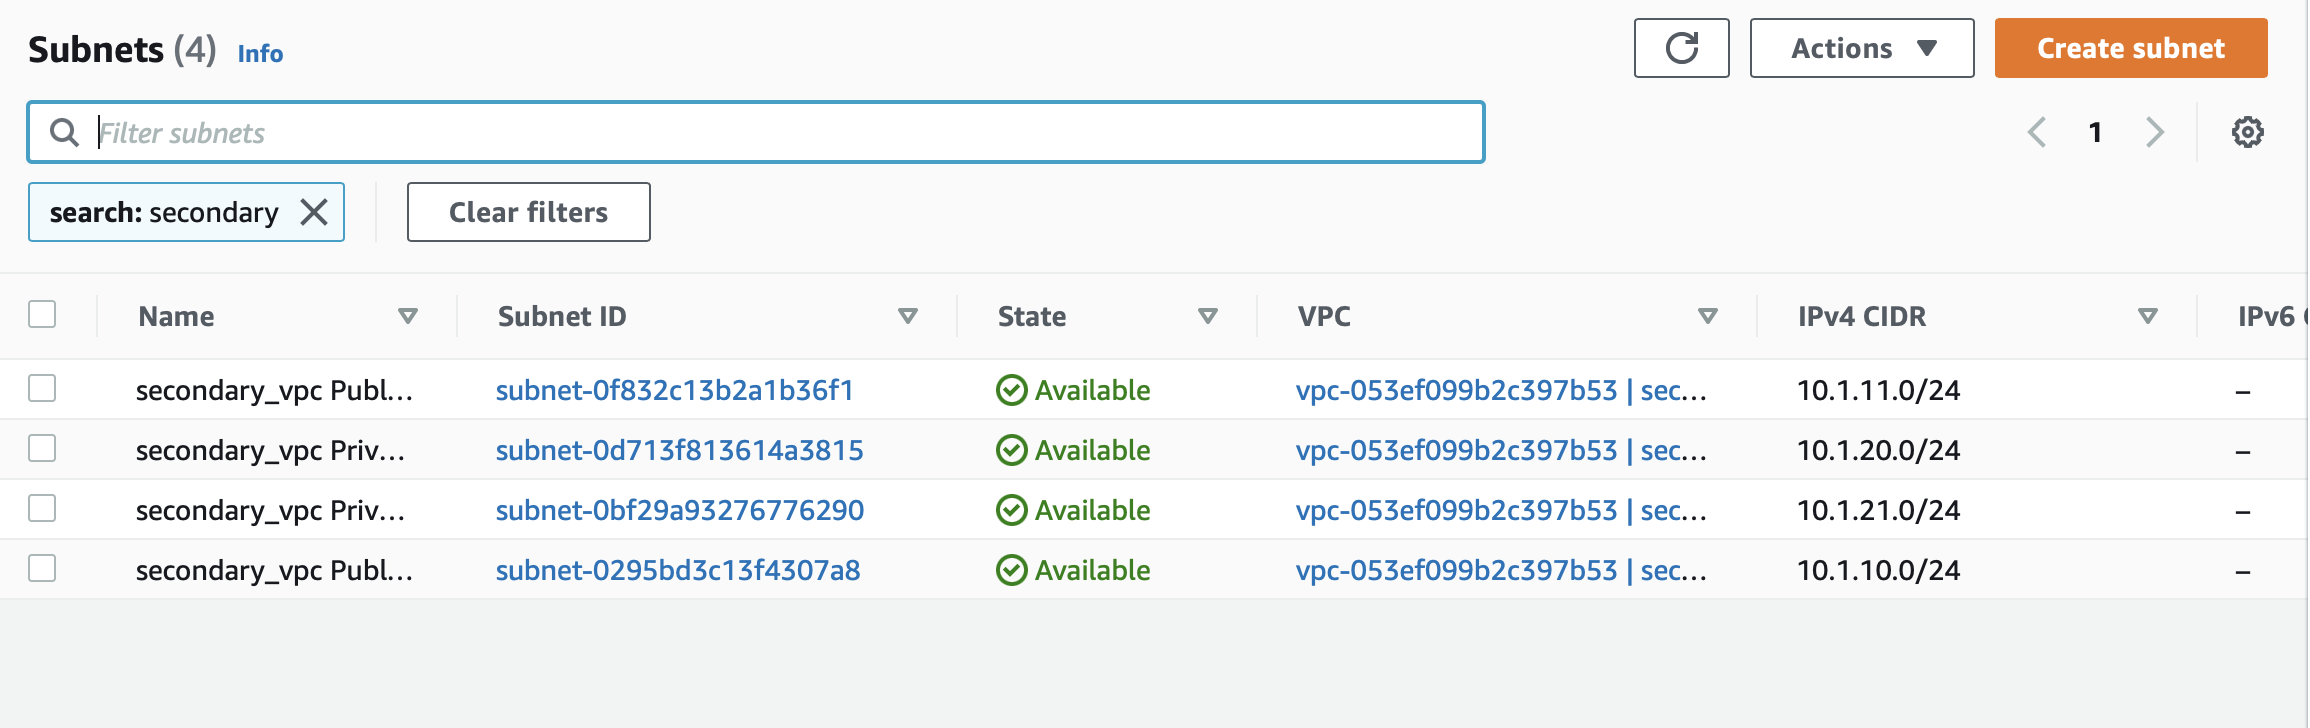 Subnets (4) Info
Actions
Create subnet
Filter subnets
1
search: secondary
Clear filters
Name Subnet ID State VPC IPv4 CIDR IPv6
secondary_vpc Publ... subnet-0f832c13b2a1b36f1 Available vpc-053ef099b2c397b53 | sec... 10.1.11.0/24 –
secondary_vpc Priv... subnet-0d713f813614a3815 Available vpc-053ef099b2c397b53 | sec... 10.1.20.0/24 –
secondary_vpc Priv... subnet-0bf29a93276776290 Available vpc-053ef099b2c397b53 | sec... 10.1.21.0/24 –
secondary_vpc Publ... subnet-0295bd3c13f4307a8 Available vpc-053ef099b2c397b53 | sec... 10.1.10.0/24 –